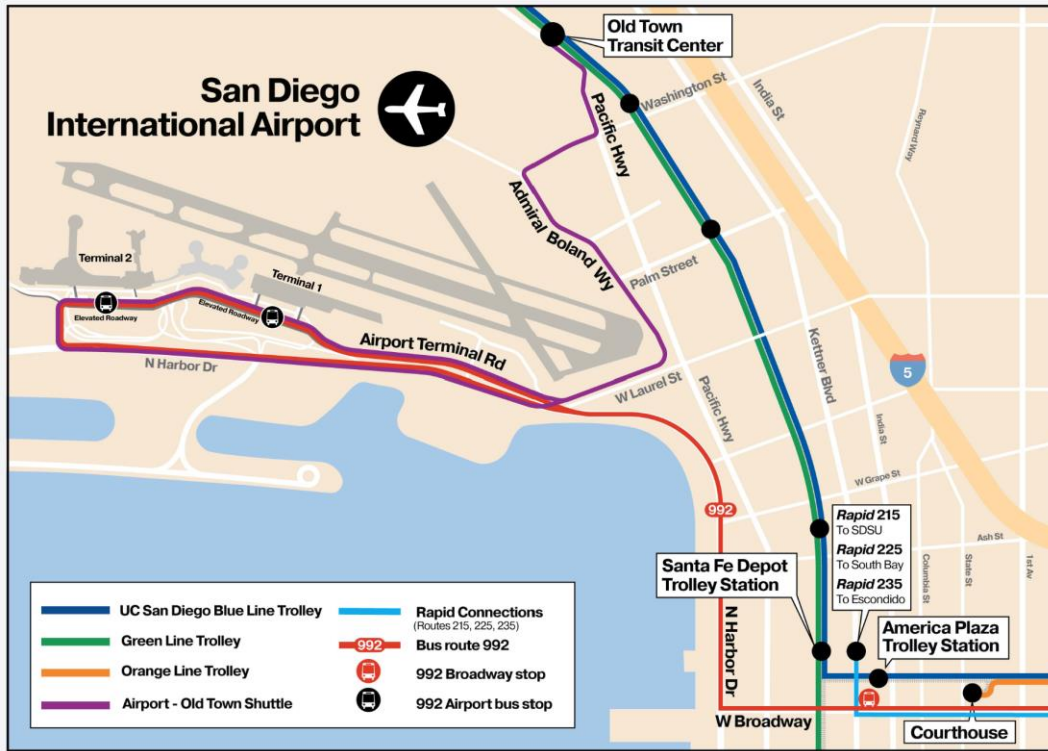 Old Town
Transit Center
San Diego
International Airport
Washington St
India St
Reynard Way
Pacific Hwy
Admiral Boland Wy
Palm Street
Terminal 2
Terminal 1
Elevated Roadway
Elevated Roadway
Airport Terminal Rd
N Harbor Dr
W Laurel St
Pacific Hwy
Kettner Blvd
5
India St
W Grape St
992
Rapid 215
To SDSU
Rapid 225
To South Bay
Rapid 235
To Escondido
Ash St
Columbia St
State St
1st Av
Santa Fe Depot
Trolley Station
America Plaza
Trolley Station
N Harbor Dr
W Broadway
Courthouse
UC San Diego Blue Line Trolley
Green Line Trolley
Orange Line Trolley
Airport - Old Town Shuttle
Rapid Connections
(Routes 215, 225, 235)
992 Bus route 992
992 Broadway stop
992 Airport bus stop